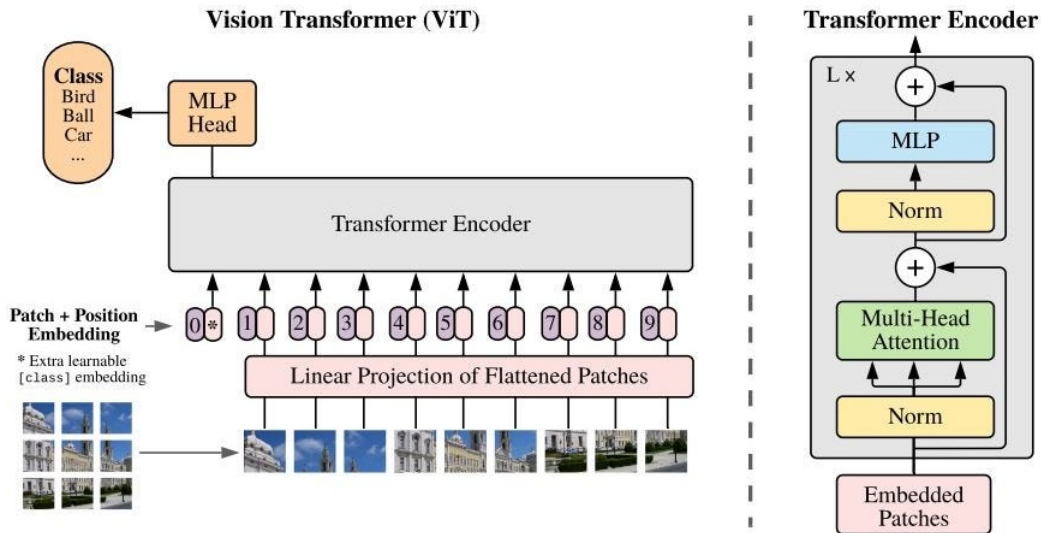 Vision Transformer (ViT)
Class
Bird
Ball
Car
...
MLP
Head
Transformer Encoder
Patch + Position
Embedding
* Extra learnable
[class] embedding
0 * 1 2 3 4 5 6 7 8 9
Linear Projection of Flattened Patches
Transformer Encoder
L ×
+
MLP
Norm
+
Multi-Head
Attention
Norm
Embedded
Patches